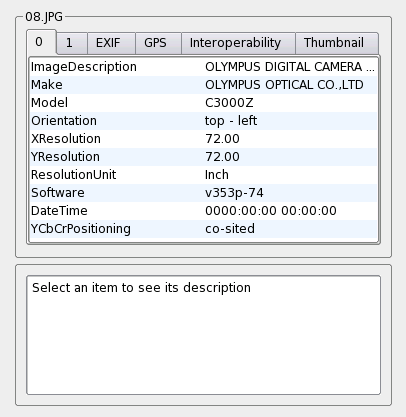 08.JPG
0 1 EXIF GPS Interoperability Thumbnail
ImageDescription OLYMPUS DIGITAL CAMERA ...
Make OLYMPUS OPTICAL CO.,LTD
Model C3000Z
Orientation top - left
XResolution 72.00
YResolution 72.00
ResolutionUnit Inch
Software v353p-74
DateTime 0000:00:00 00:00:00
YCbCrPositioning co-sited
Select an item to see its description